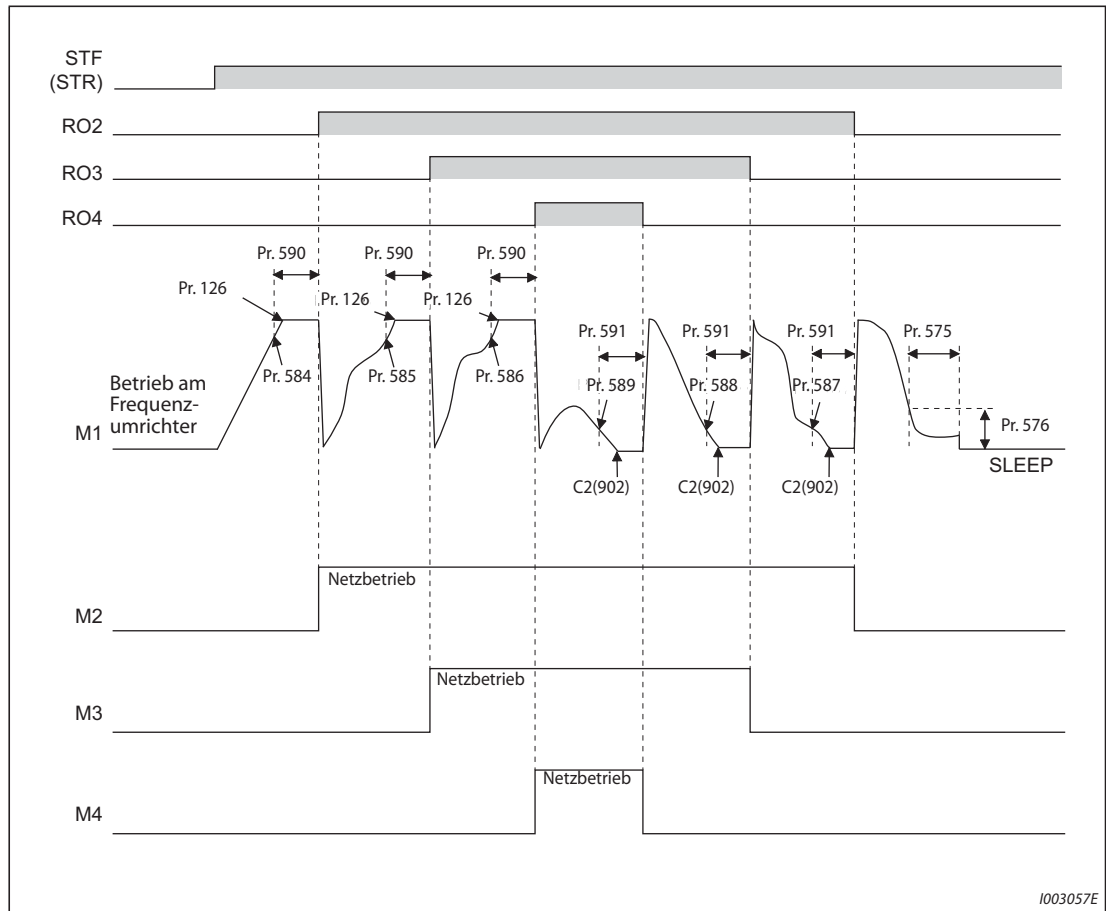 STF
(STR)
RO2
RO3
RO4
Pr. 590
Pr. 590
Pr. 590
Pr. 126
Pr. 126
Pr. 126
Pr. 591
Pr. 591
Pr. 591
Pr. 575
Pr. 584
Pr. 585
Pr. 586
Pr. 589
Pr. 588
Pr. 587
Betrieb am
Frequenz-
umrichter
M1
Pr. 576
SLEEP
C2(902)
C2(902)
C2(902)
Netzbetrieb
M2
Netzbetrieb
M3
Netzbetrieb
M4
I003057E